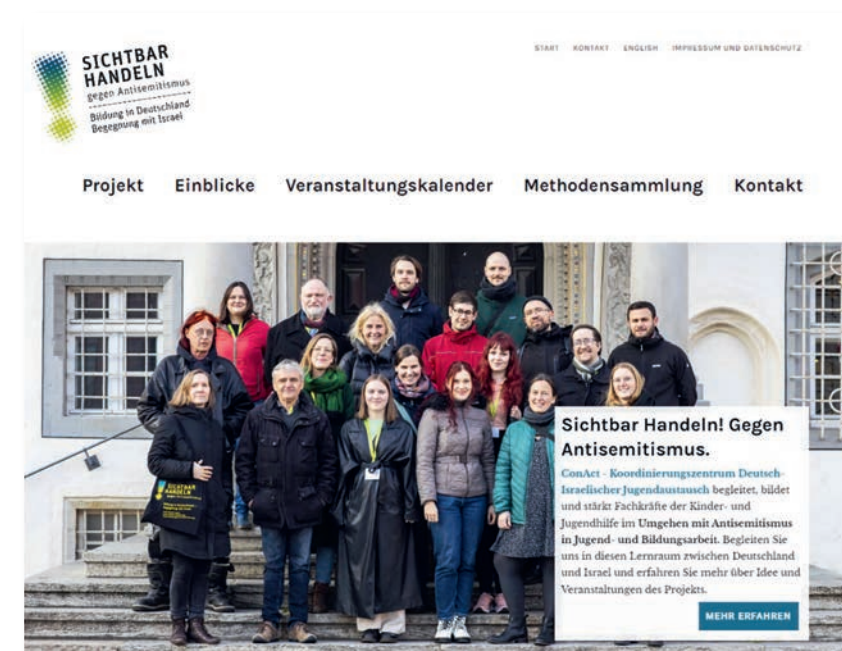 SICHTBAR
HANDELN
gegen Antisemitismus
Bildung in Deutschland
Begegnung mit Israel
START KONTAKT ENGLISH IMPRESSUM UND DATENSCHUTZ
Projekt Einblicke Veranstaltungskalender Methodensammlung Kontakt
SICHTBAR
HANDELN
Sichtbar Handeln! Gegen
Antisemitismus.
ConAct - Koordinierungszentrum Deutsch-
Israelischer Jugendaustausch begleitet, bildet
und stärkt Fachkräfte der Kinder- und
Jugendhilfe im Umgehen mit Antisemitismus
in Jugend- und Bildungsarbeit. Begleiten Sie
uns in diesen Lernraum zwischen Deutschland
und Israel und erfahren Sie mehr über Idee und
Veranstaltungen des Projekts.
MEHR ERFAHREN